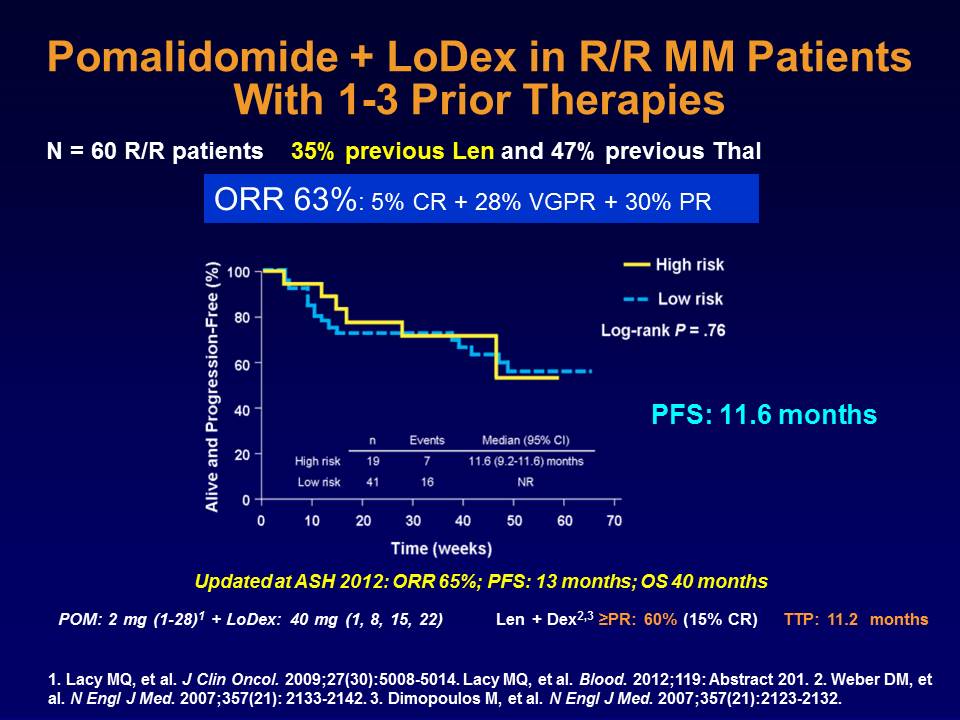 Pomalidomide + LoDex in R/R MM Patients
With 1-3 Prior Therapies
N = 60 R/R patients 35% previous Len and 47% previous Thal
ORR 63%: 5% CR + 28% VGPR + 30% PR
High risk
Low risk
Log-rank P = .76
Alive and Progression-Free (%)
100
80
60
40
20
0
n Events Median (95% CI)
High risk 19 7 11.6 (9.2-11.6) months
Low risk 41 16 NR
0 10 20 30 40 50 60 70
Time (weeks)
PFS: 11.6 months
Updated at ASH 2012: ORR 65%; PFS: 13 months; OS 40 months
POM: 2 mg (1-28)1 + LoDex: 40 mg (1, 8, 15, 22) Len + Dex2,3 ≥PR: 60% (15% CR) TTP: 11.2 months
1. Lacy MQ, et al. J Clin Oncol. 2009;27(30):5008-5014. Lacy MQ, et al. Blood. 2012;119: Abstract 201. 2. Weber DM, et
al. N Engl J Med. 2007;357(21): 2133-2142. 3. Dimopoulos M, et al. N Engl J Med. 2007;357(21):2123-2132.